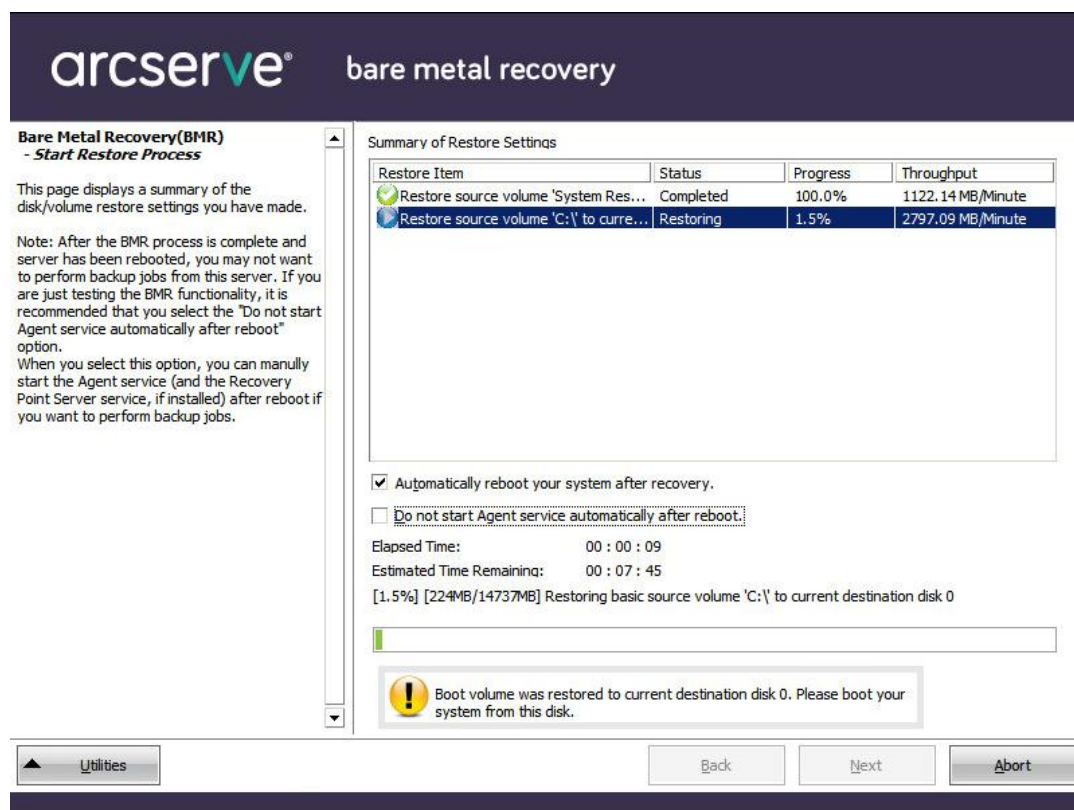 arcserve® bare metal recovery
Bare Metal Recovery(BMR)
- Start Restore Process
This page displays a summary of the
disk/volume restore settings you have made.
Note: After the BMR process is complete and
server has been rebooted, you may not want
to perform backup jobs from this server. If you
are just testing the BMR functionality, it is
recommended that you select the "Do not start
Agent service automatically after reboot"
option.
When you select this option, you can manully
start the Agent service (and the Recovery
Point Server service, if installed) after reboot if
you want to perform backup jobs.
Summary of Restore Settings
Restore Item Status Progress Throughput
Restore source volume 'System Res... Completed 100.0% 1122.14 MB/Minute
Restore source volume 'C:\' to curre... Restoring 1.5% 2797.09 MB/Minute
Automatically reboot your system after recovery.
Do not start Agent service automatically after reboot.
Elapsed Time: 00 : 00 : 09
Estimated Time Remaining: 00 : 07 : 45
[1.5%] [224MB/14737MB] Restoring basic source volume 'C:\' to current destination disk 0
Boot volume was restored to current destination disk 0. Please boot your
system from this disk.
Utilities Back Next Abort